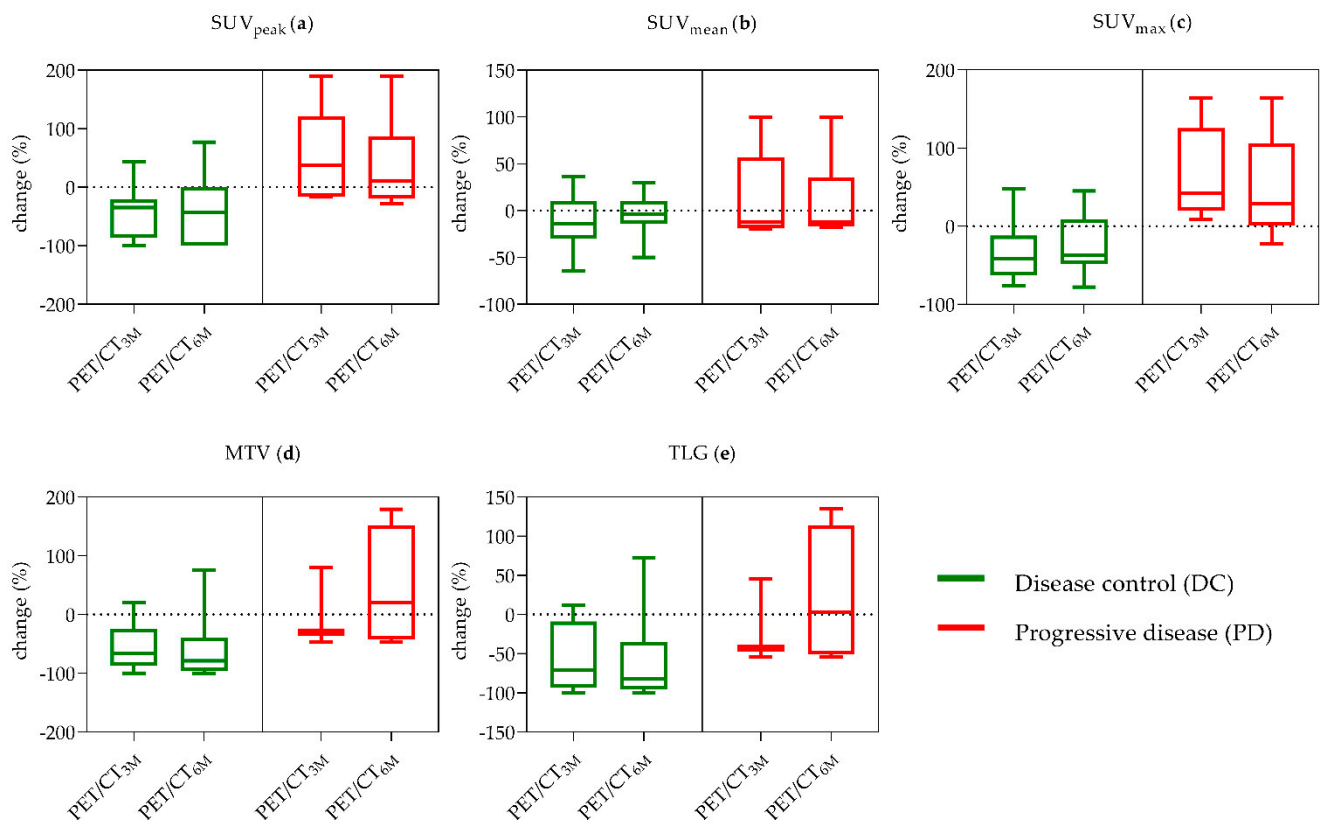 SUVpeak (a)
change (%)
200
100
0
-100
-200
PET/CT3M
PET/CT6M
PET/CT3M
PET/CT6M
SUVmean (b)
change (%)
150
100
50
0
-50
-100
PET/CT3M
PET/CT6M
PET/CT3M
PET/CT6M
SUVmax (c)
change (%)
200
100
0
-100
PET/CT3M
PET/CT6M
PET/CT3M
PET/CT6M
MTV (d)
change (%)
200
100
0
-100
-200
PET/CT3M
PET/CT6M
PET/CT3M
PET/CT6M
TLG (e)
change (%)
150
100
50
0
-50
-100
-150
PET/CT3M
PET/CT6M
PET/CT3M
PET/CT6M
Disease control (DC)
Progressive disease (PD)